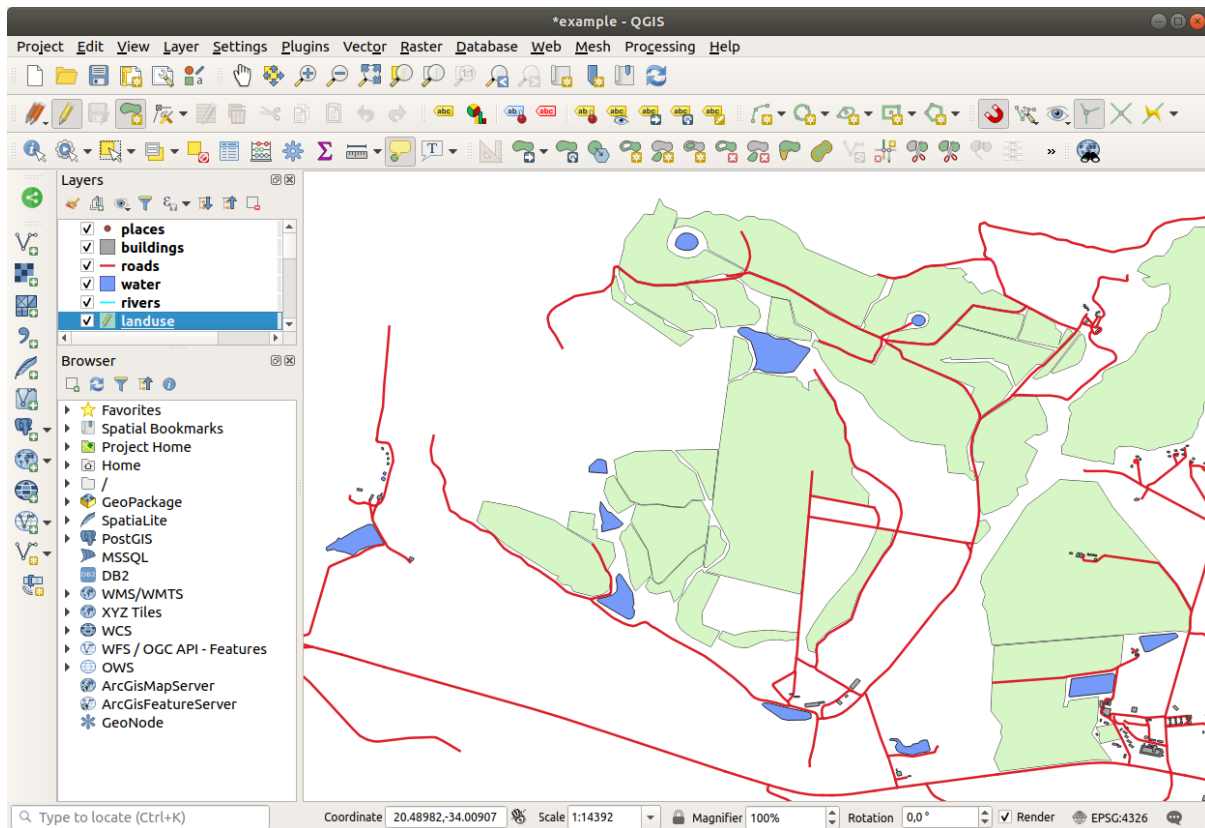 *example - QGIS
Project Edit View Layer Settings Plugins Vector Raster Database Web Mesh Processing Help
Layers
places
buildings
roads
water
rivers
landuse
Browser
Favorites
Spatial Bookmarks
Project Home
Home
/
GeoPackage
SpatiaLite
PostGIS
MSSQL
DB2
WMS/WMTS
XYZ Tiles
WCS
WFS / OGC API - Features
OWS
ArcGisMapServer
ArcGisFeatureServer
GeoNode
Type to locate (Ctrl+K) Coordinate 20.48982,-34.00907 Scale 1:14392 Magnifier 100% Rotation 0,0 ° Render EPSG:4326